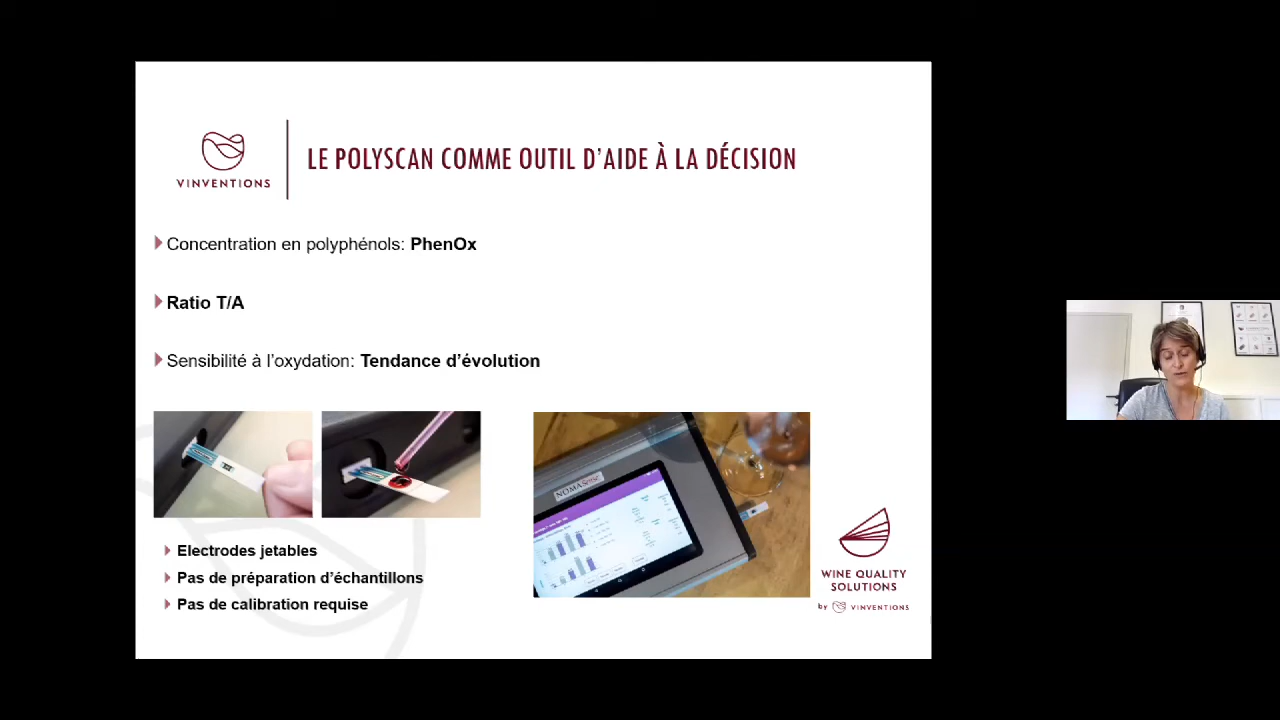 VINVENTIONS
LE POLYSCAN COMME OUTIL D'AIDE À LA DÉCISION
Concentration en polyphénols: PhenOx
Ratio T/A
Sensibilité à l'oxydation: Tendance d'évolution
NOMASense
Electrodes jetables
Pas de préparation d'échantillons
Pas de calibration requise
WINE QUALITY
SOLUTIONS
by VINVENTIONS